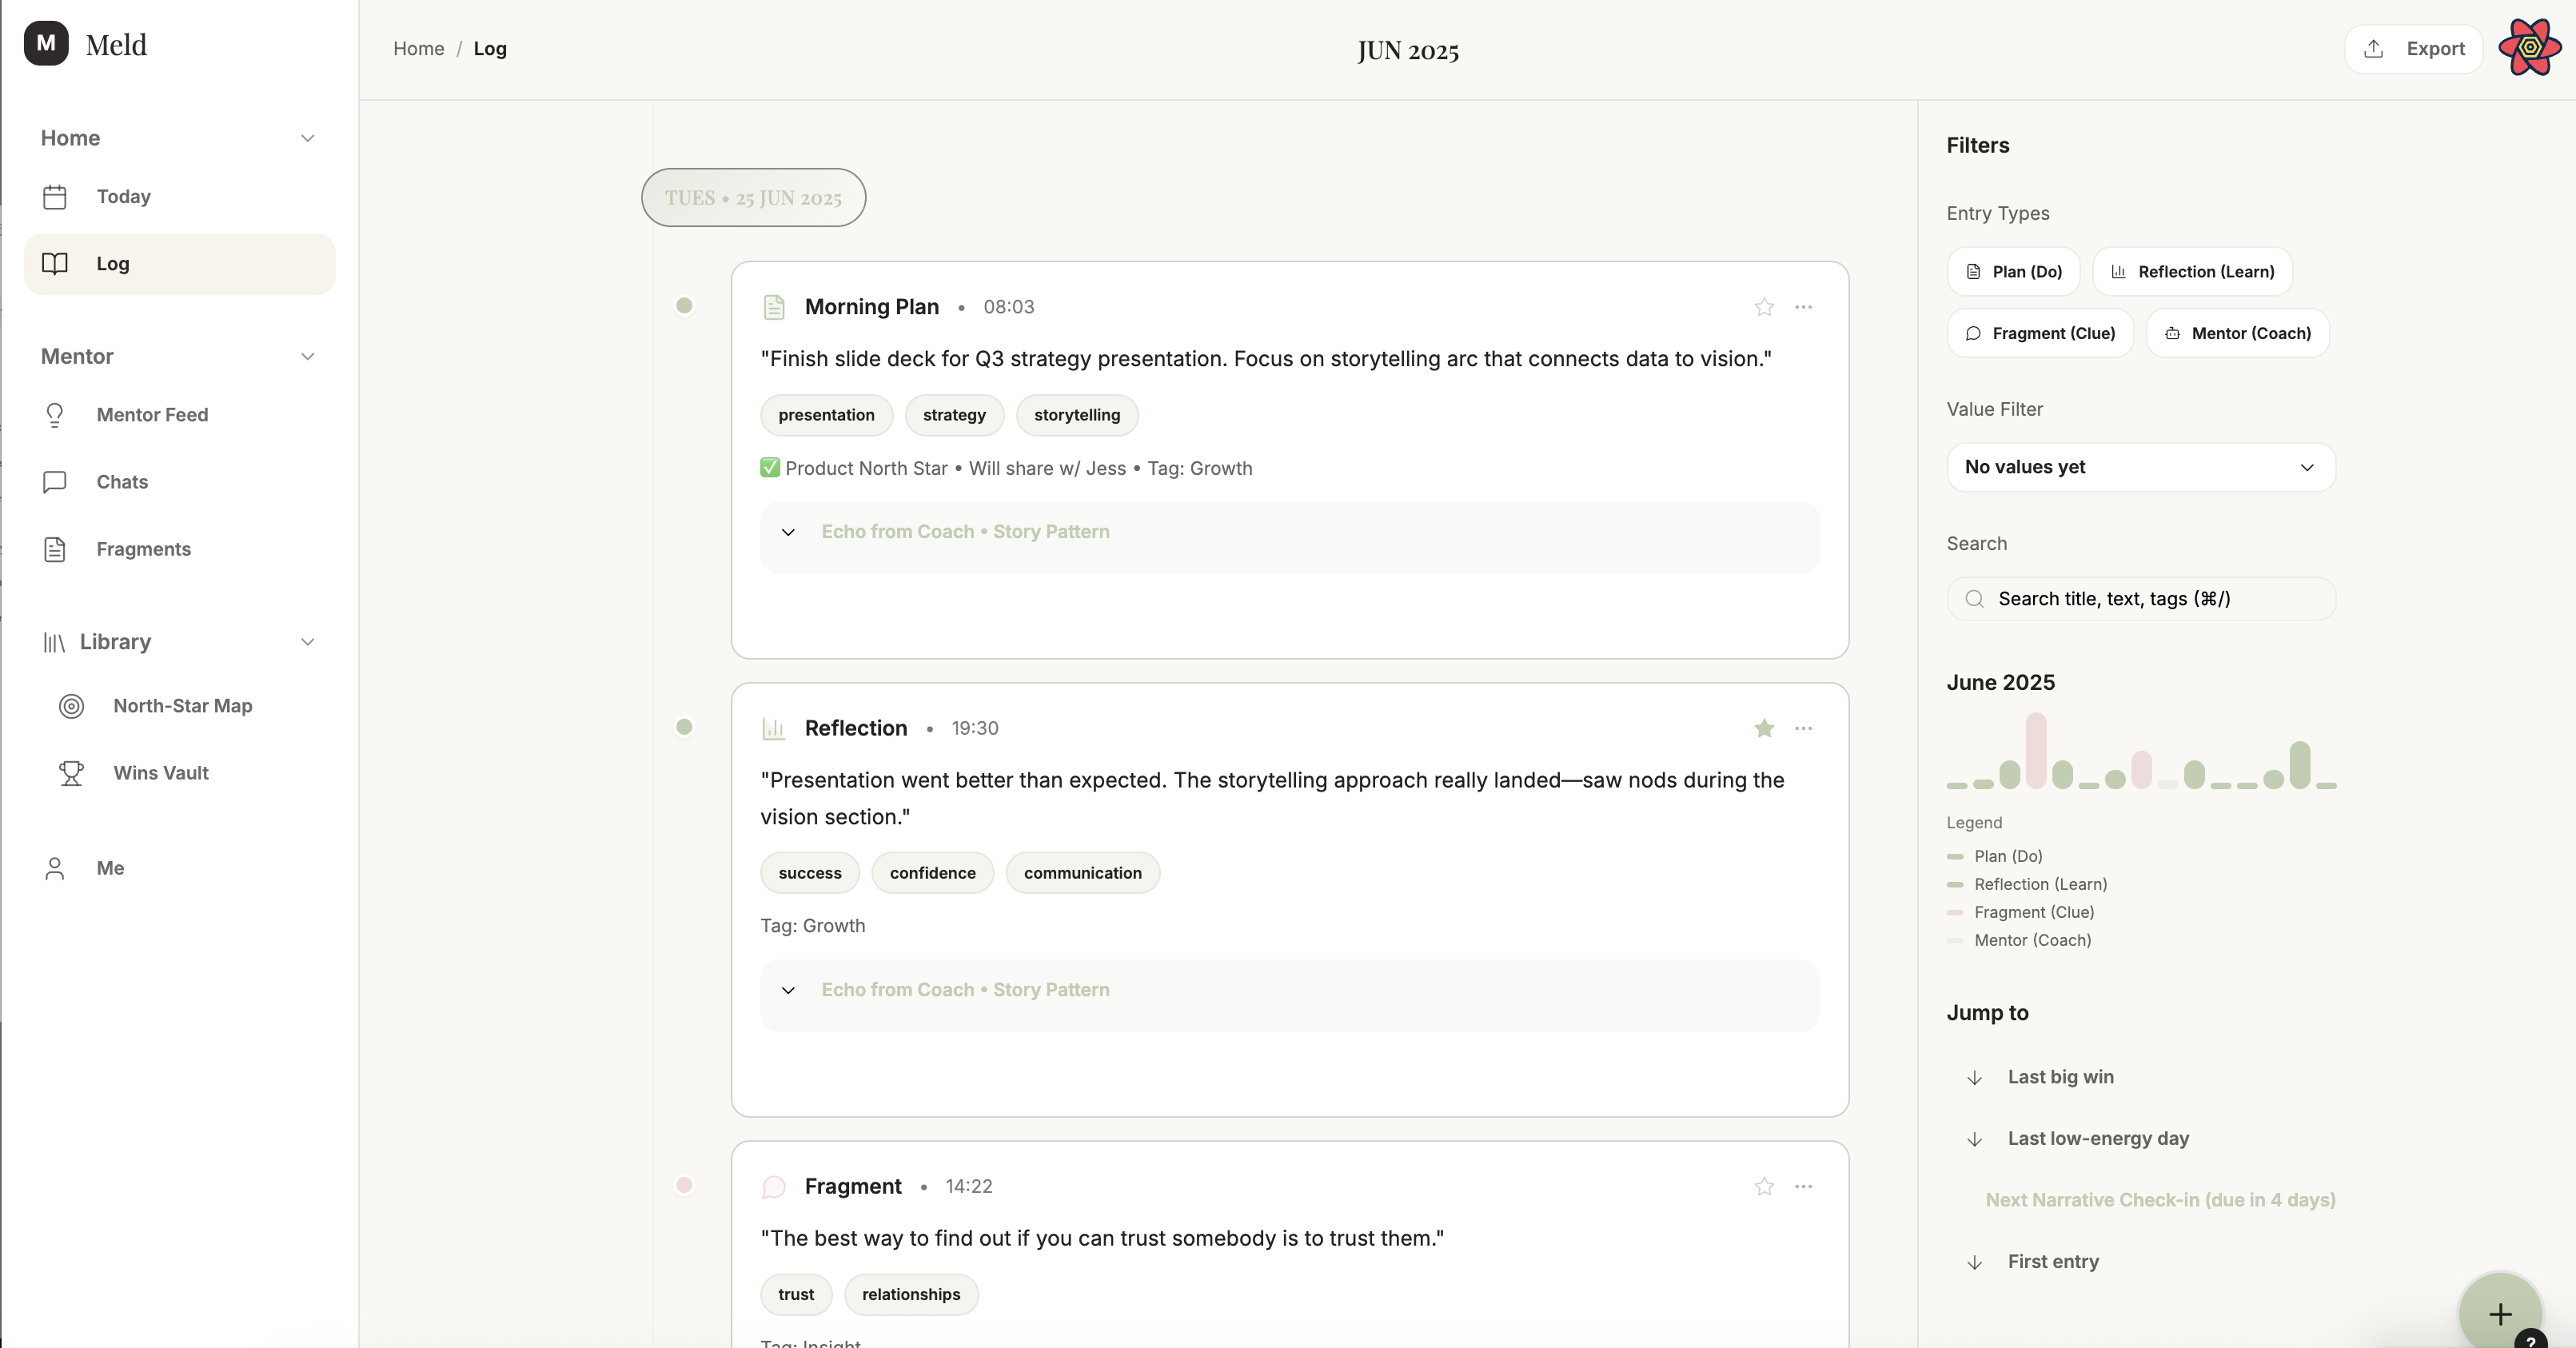 M Meld
Home
Today
Log
Mentor
Mentor Feed
Chats
Fragments
Library
North-Star Map
Wins Vault
Me
Home / Log
JUN 2025
Export
TUES • 25 JUN 2025
Morning Plan • 08:03
"Finish slide deck for Q3 strategy presentation. Focus on storytelling arc that connects data to vision."
presentation strategy storytelling
✅ Product North Star • Will share w/ Jess • Tag: Growth
Echo from Coach • Story Pattern
Reflection • 19:30
"Presentation went better than expected. The storytelling approach really landed—saw nods during the
vision section."
success confidence communication
Tag: Growth
Echo from Coach • Story Pattern
Fragment • 14:22
"The best way to find out if you can trust somebody is to trust them."
trust relationships
Tag: Insight
Filters
Entry Types
Plan (Do) Reflection (Learn)
Fragment (Clue) Mentor (Coach)
Value Filter
No values yet
Search
Search title, text, tags (⌘/)
June 2025
Legend
Plan (Do)
Reflection (Learn)
Fragment (Clue)
Mentor (Coach)
Jump to
Last big win
Last low-energy day
Next Narrative Check-in (due in 4 days)
First entry
+
?